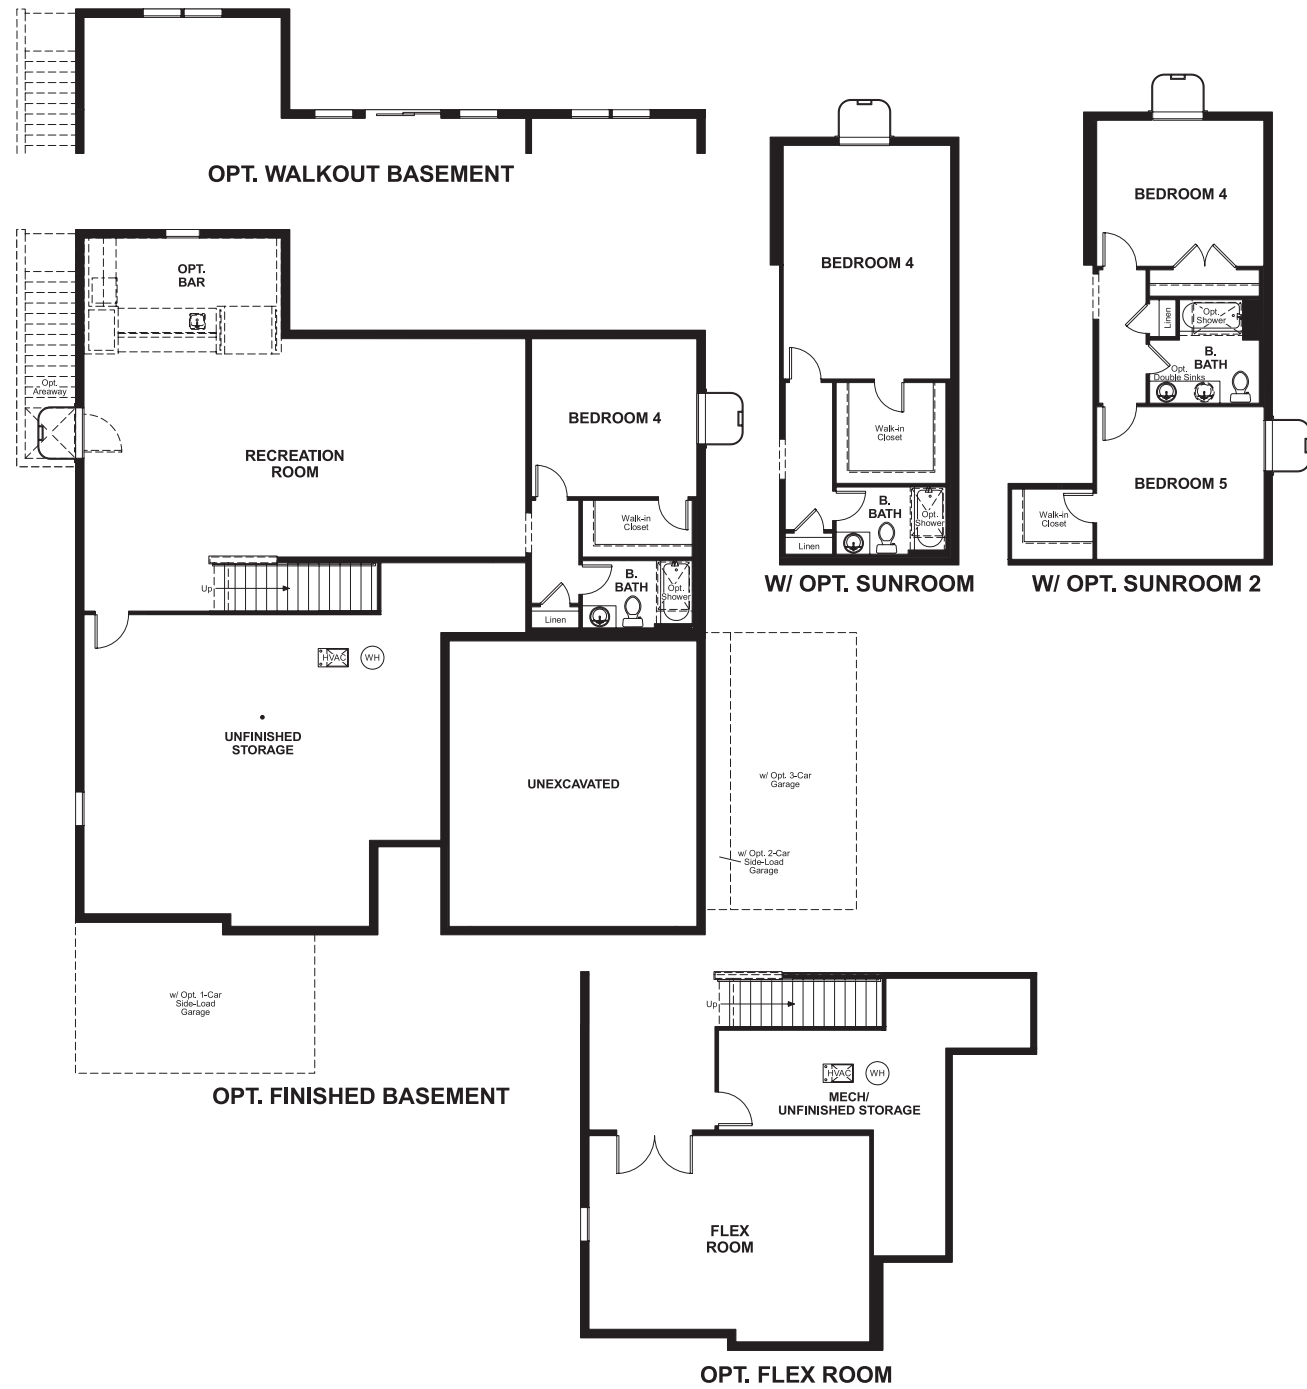 OPT. WALKOUT BASEMENT
OPT.
BAR
Opt.
Areaway
RECREATION
ROOM
BEDROOM 4
Walk-in
Closet
B.
BATH
Opt.
Shower
Linen
Up
HVAC
WH
UNFINISHED
STORAGE
UNEXCAVATED
w/ Opt. 3-Car
Garage
w/ Opt. 2-Car
Side-Load
Garage
w/ Opt. 1-Car
Side-Load
Garage
OPT. FINISHED BASEMENT
BEDROOM 4
Walk-in
Closet
B.
BATH
Opt.
Shower
Linen
W/ OPT. SUNROOM
BEDROOM 4
Linen
Opt.
Shower
B.
BATH
Opt.
Double Sinks
BEDROOM 5
Walk-in
Closet
W/ OPT. SUNROOM 2
Up
HVAC
WH
MECH/
UNFINISHED STORAGE
FLEX
ROOM
OPT. FLEX ROOM